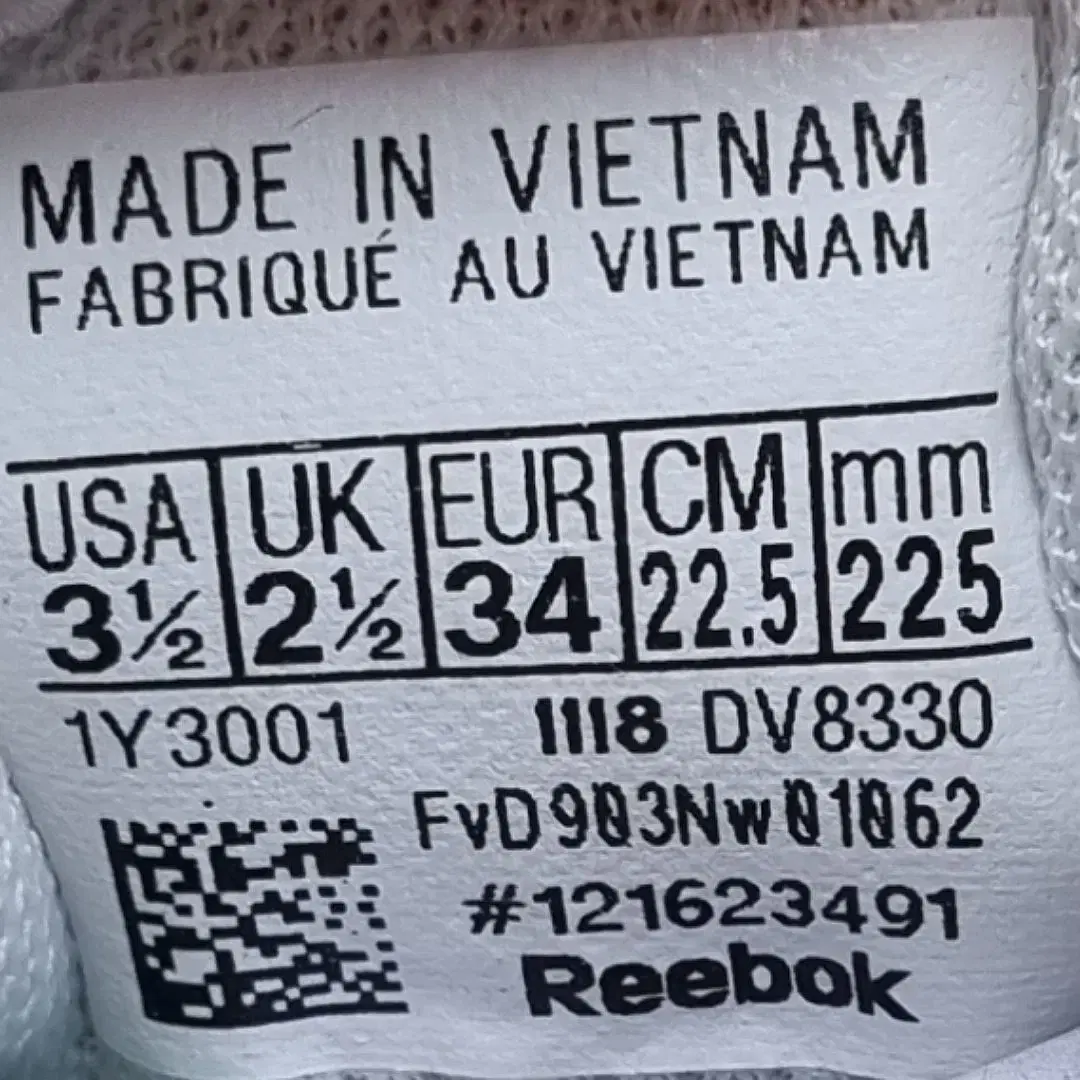 MADE IN VIETNAM
FABRIQUÉ AU VIETNAM
USA UK EUR CM mm
3½ 2½ 34 22.5 225
1Y3001 1118 DV8330
FvD903Nw01062
#121623491
Reebok